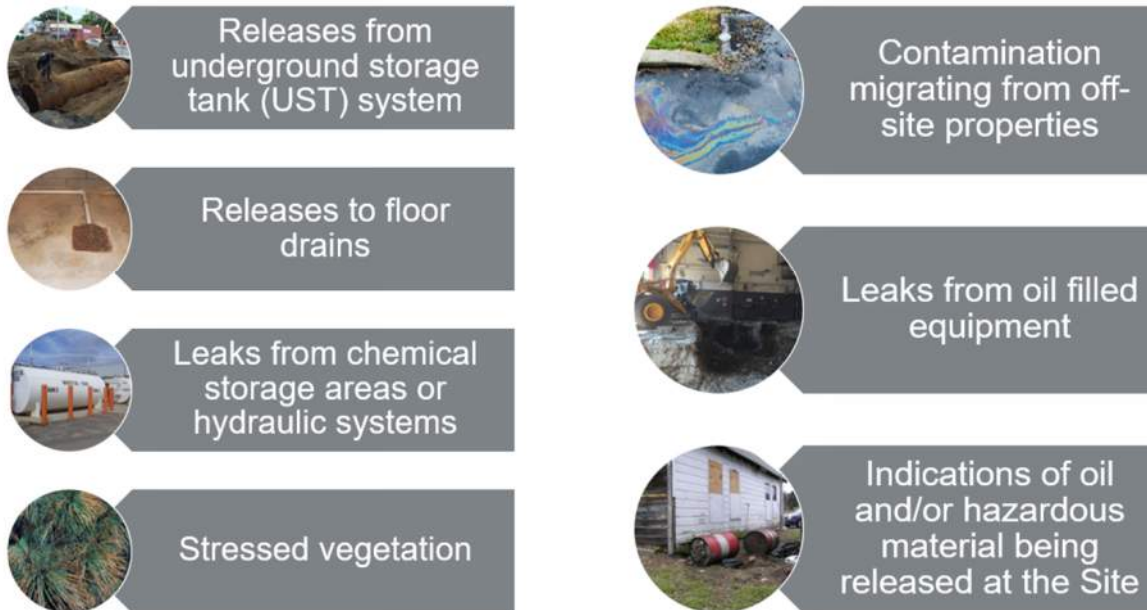 Releases from
underground storage
tank (UST) system
Releases to floor
drains
Leaks from chemical
storage areas or
hydraulic systems
Stressed vegetation
Contamination
migrating from off-
site properties
Leaks from oil filled
equipment
Indications of oil
and/or hazardous
material being
released at the Site